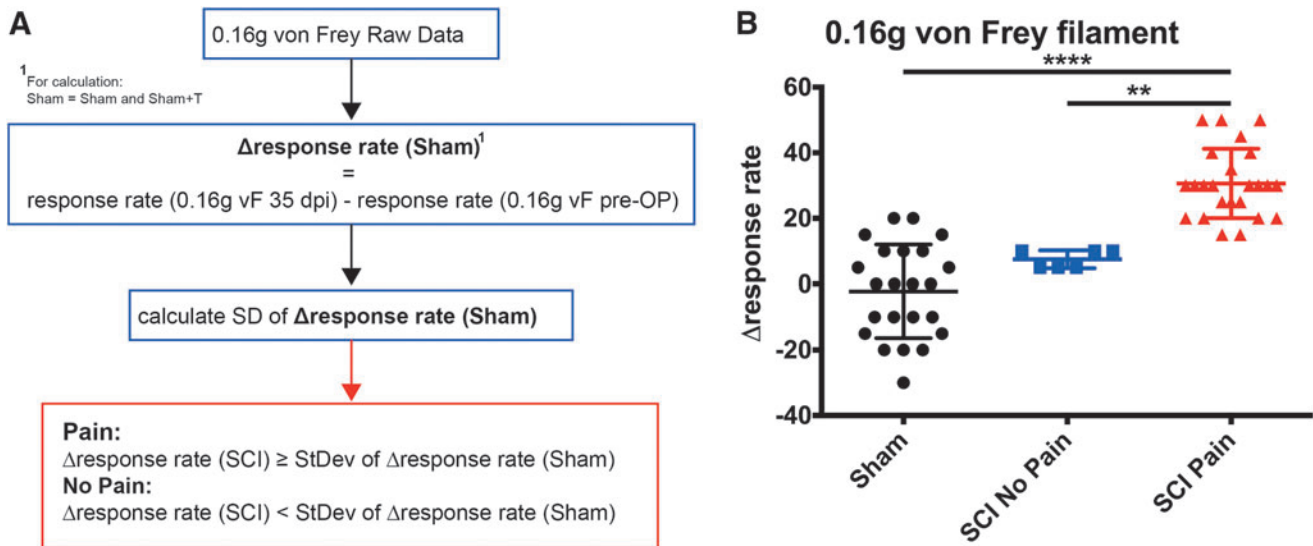 A
0.16g von Frey Raw Data
1
For calculation:
Sham = Sham and Sham+T
Δresponse rate (Sham)1
=
response rate (0.16g vF 35 dpi) - response rate (0.16g vF pre-OP)
calculate SD of Δresponse rate (Sham)
Pain:
Δresponse rate (SCI) ≥ StDev of Δresponse rate (Sham)
No Pain:
Δresponse rate (SCI) < StDev of Δresponse rate (Sham)
B
0.16g von Frey filament
****
**
Δresponse rate
60
40
20
0
-20
-40
Sham
SCI No Pain
SCI Pain